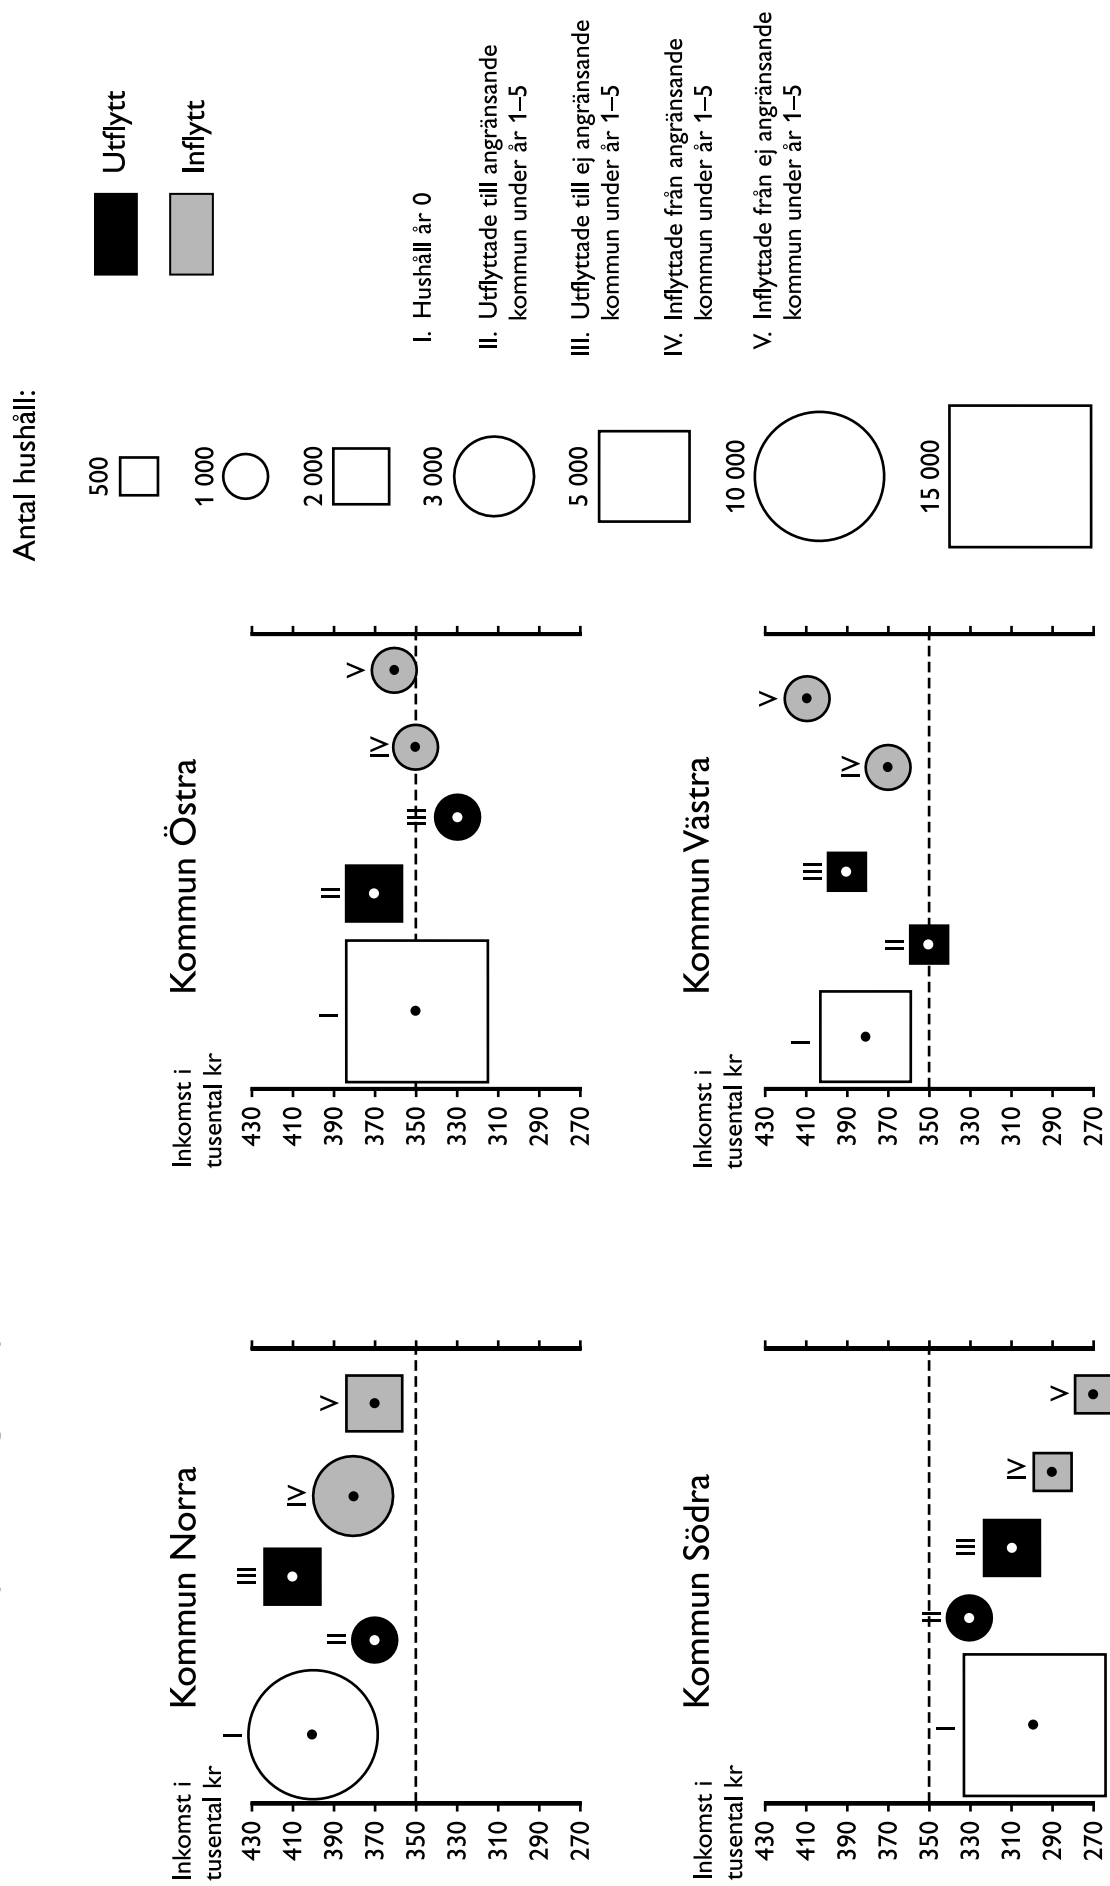 Kommun Norra
Inkomst i
tusental kr
430
410
390
370
350
330
310
290
270
I
II
III
IV
V
Kommun Östra
Inkomst i
tusental kr
430
410
390
370
350
330
310
290
270
I
II
III
IV
V
Kommun Södra
Inkomst i
tusental kr
430
410
390
370
350
330
310
290
270
I
II
III
IV
V
Kommun Västra
Inkomst i
tusental kr
430
410
390
370
350
330
310
290
270
I
II
III
IV
V
Antal hushåll:
500
1 000
2 000
3 000
5 000
10 000
15 000
Utflytt
Inflytt
I. Hushåll år 0
II. Utflyttade till angränsande
kommun under år 1–5
III. Utflyttade till ej angränsande
kommun under år 1–5
IV. Inflyttade från angränsande
kommun under år 1–5
V. Inflyttade från ej angränsande
kommun under år 1–5